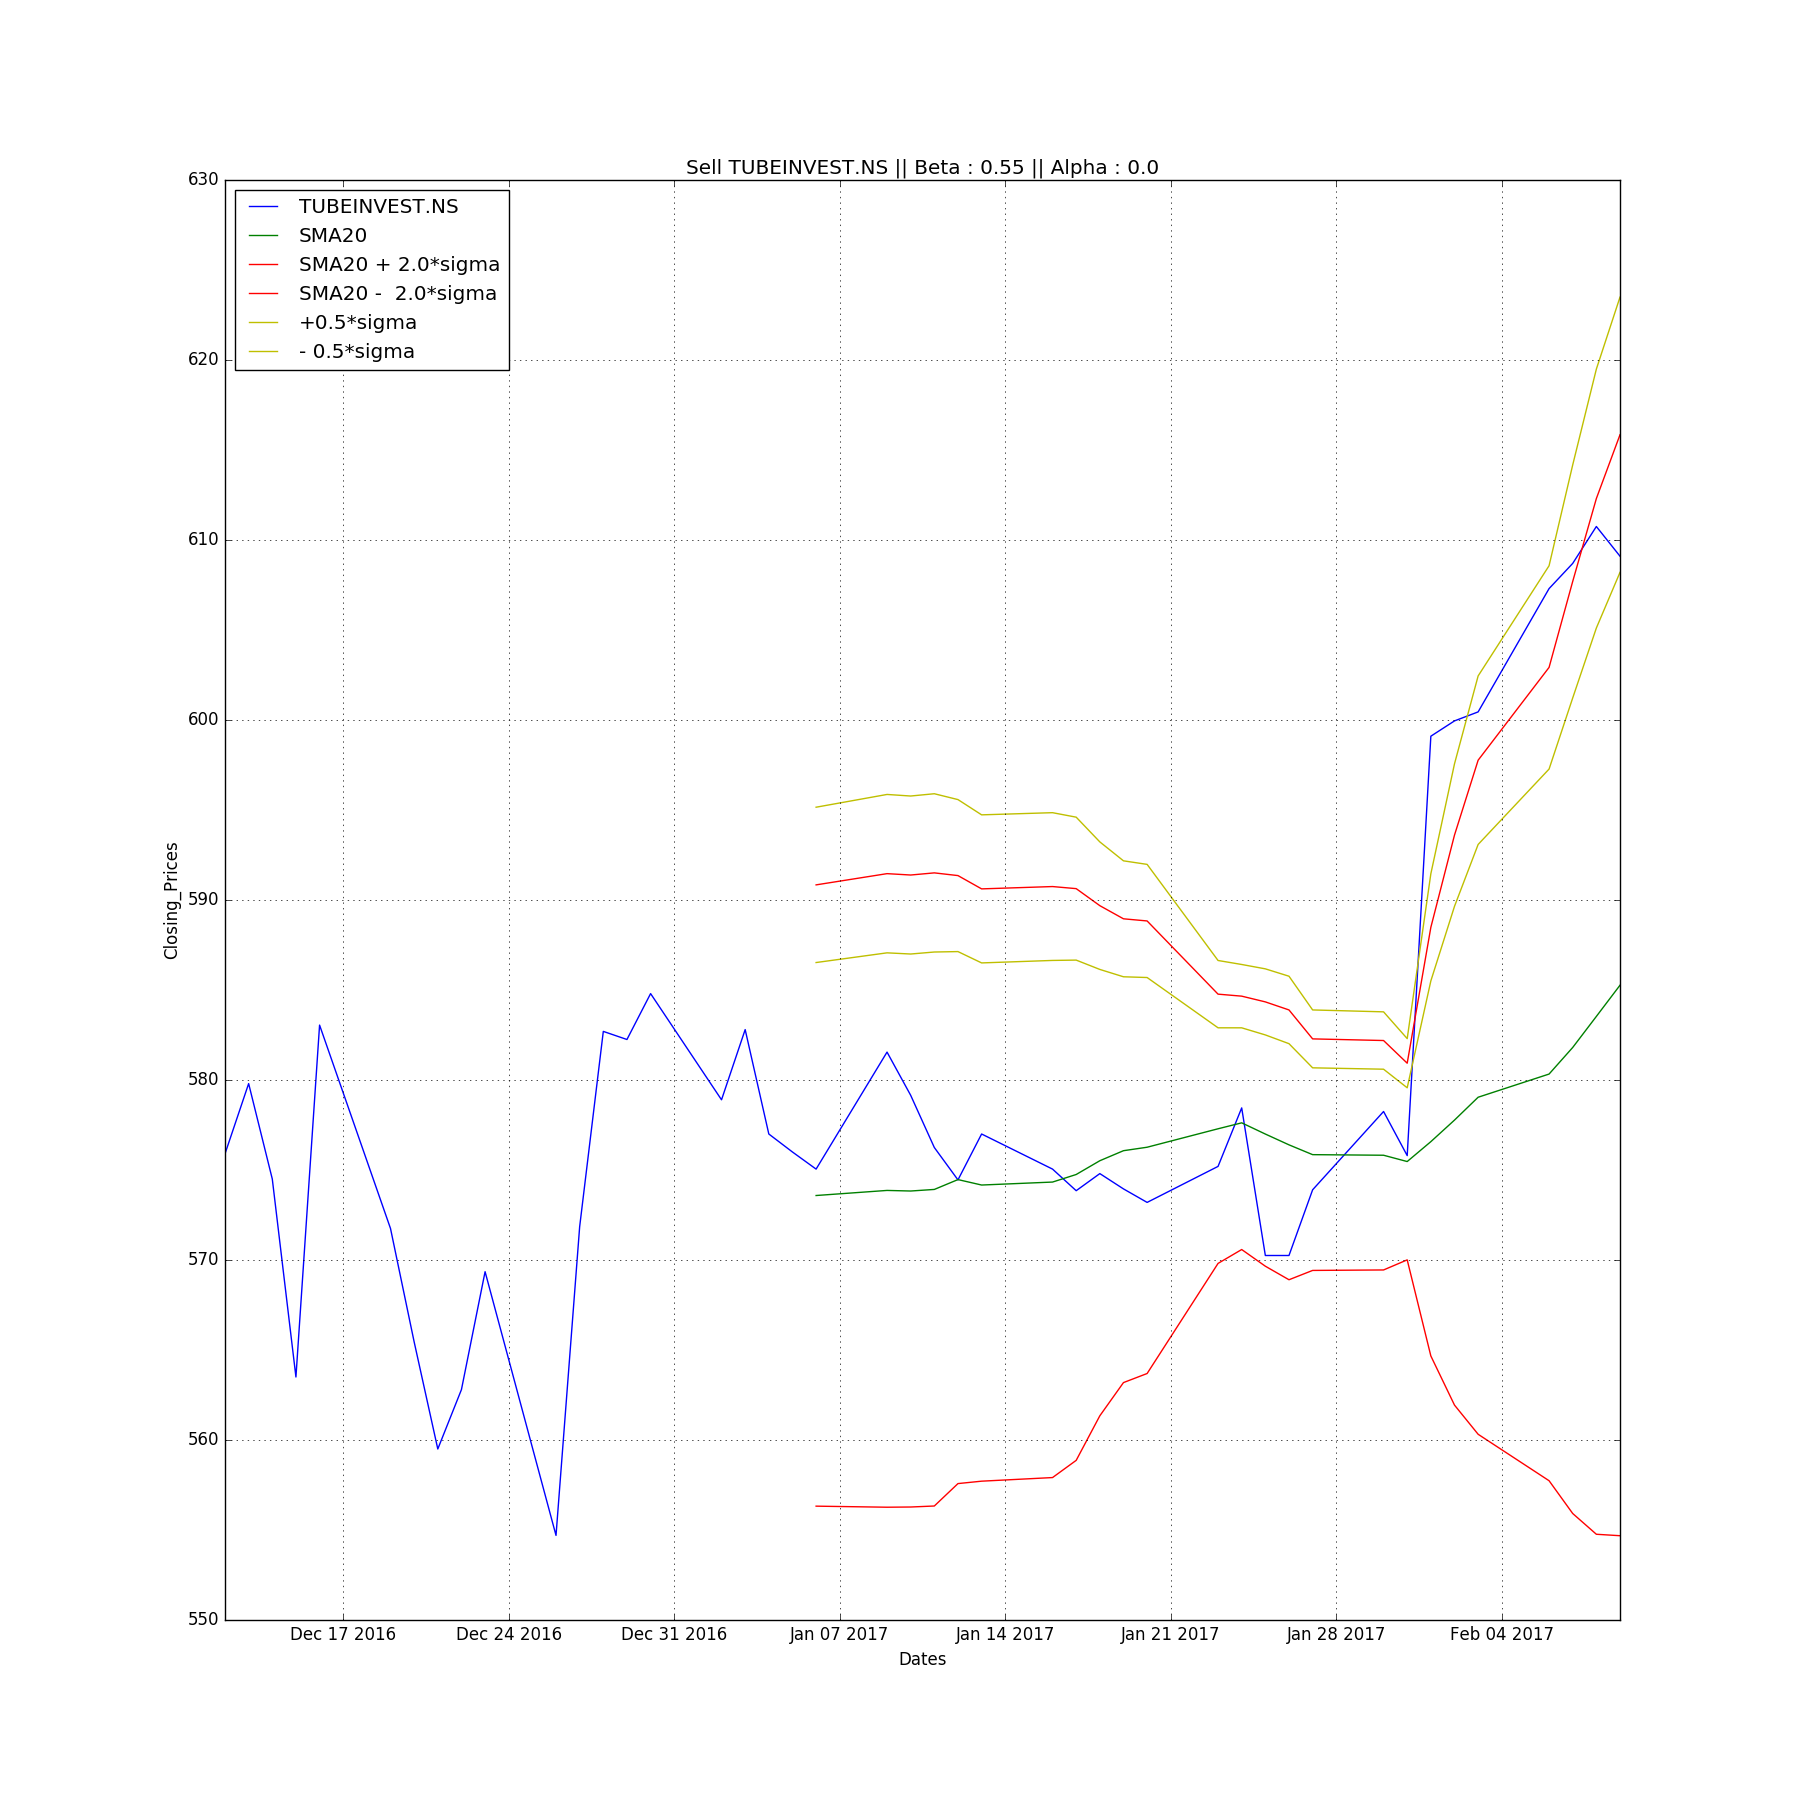 Sell TUBEINVEST.NS || Beta : 0.55 || Alpha : 0.0
TUBEINVEST.NS
SMA20
SMA20 + 2.0*sigma
SMA20 -  2.0*sigma
+0.5*sigma
- 0.5*sigma
630
620
610
600
590
580
570
560
550
Closing_Prices
Dec 17 2016
Dec 24 2016
Dec 31 2016
Jan 07 2017
Jan 14 2017
Jan 21 2017
Jan 28 2017
Feb 04 2017
Dates